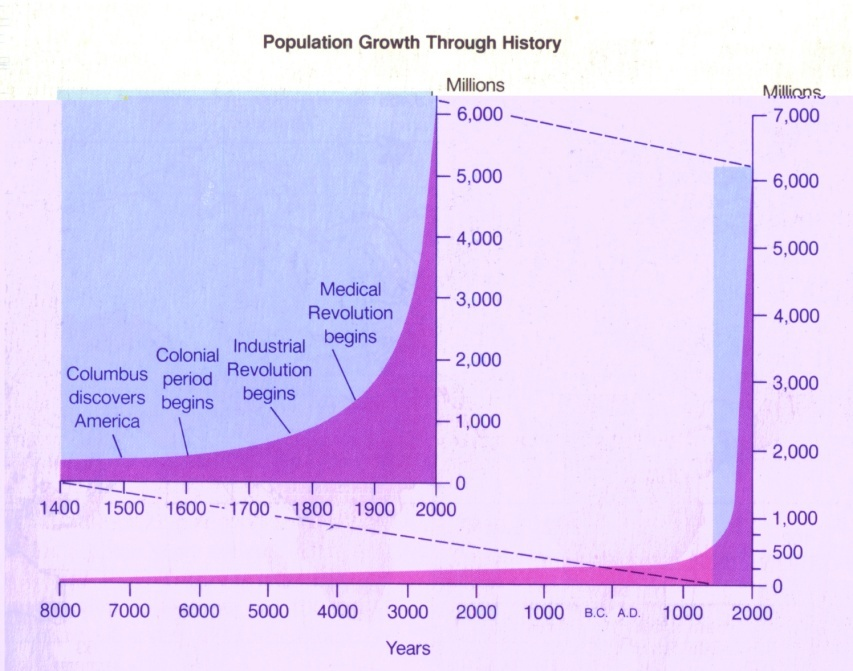 Population Growth Through History
Millions
Millions
6,000
5,000
4,000
3,000
2,000
1,000
0
7,000
6,000
5,000
4,000
3,000
2,000
1,000
500
0
Columbus
discovers
America
Colonial
period
begins
Industrial
Revolution
begins
Medical
Revolution
begins
1400 1500 1600 1700 1800 1900 2000
8000 7000 6000 5000 4000 3000 2000 1000 B.C. A.D. 1000 2000
Years